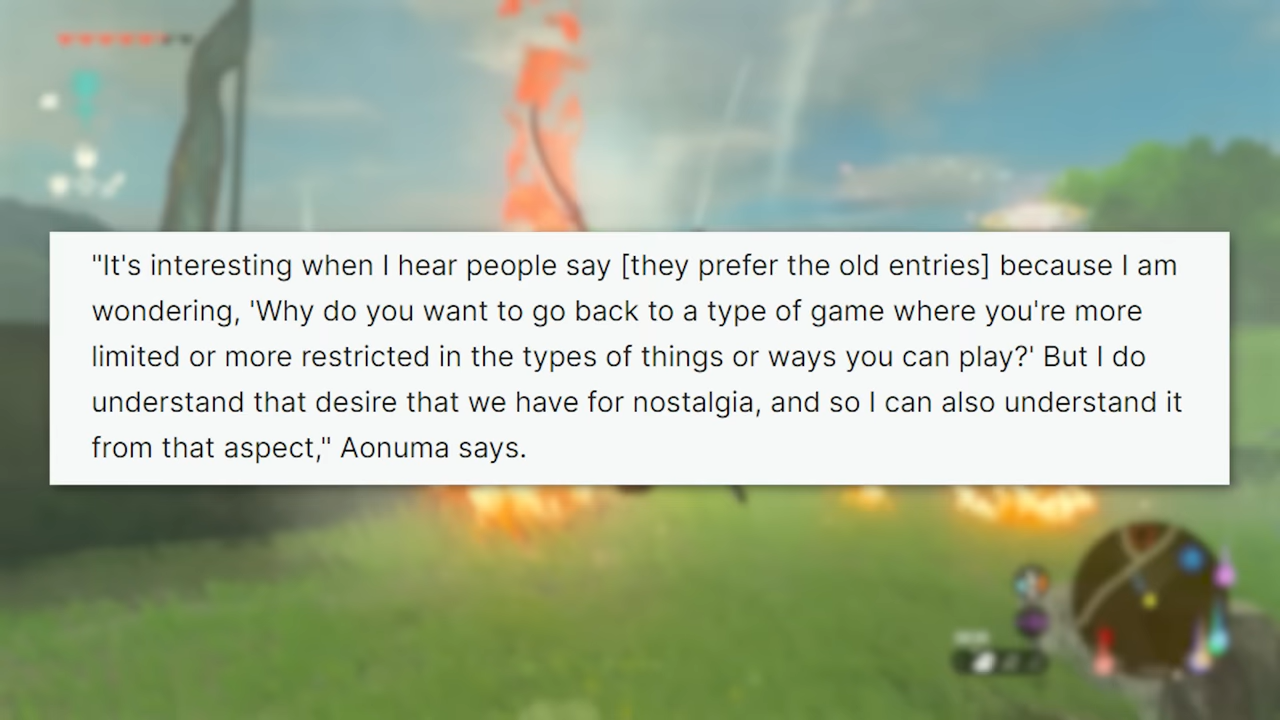 "It's interesting when I hear people say [they prefer the old entries] because I am
wondering, 'Why do you want to go back to a type of game where you're more
limited or more restricted in the types of things or ways you can play?' But I do
understand that desire that we have for nostalgia, and so I can also understand it
from that aspect," Aonuma says.